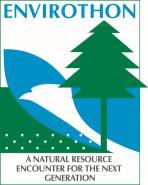 ENVIROTHON
A NATURAL RESOURCE
ENCOUNTER FOR THE NEXT
GENERATION